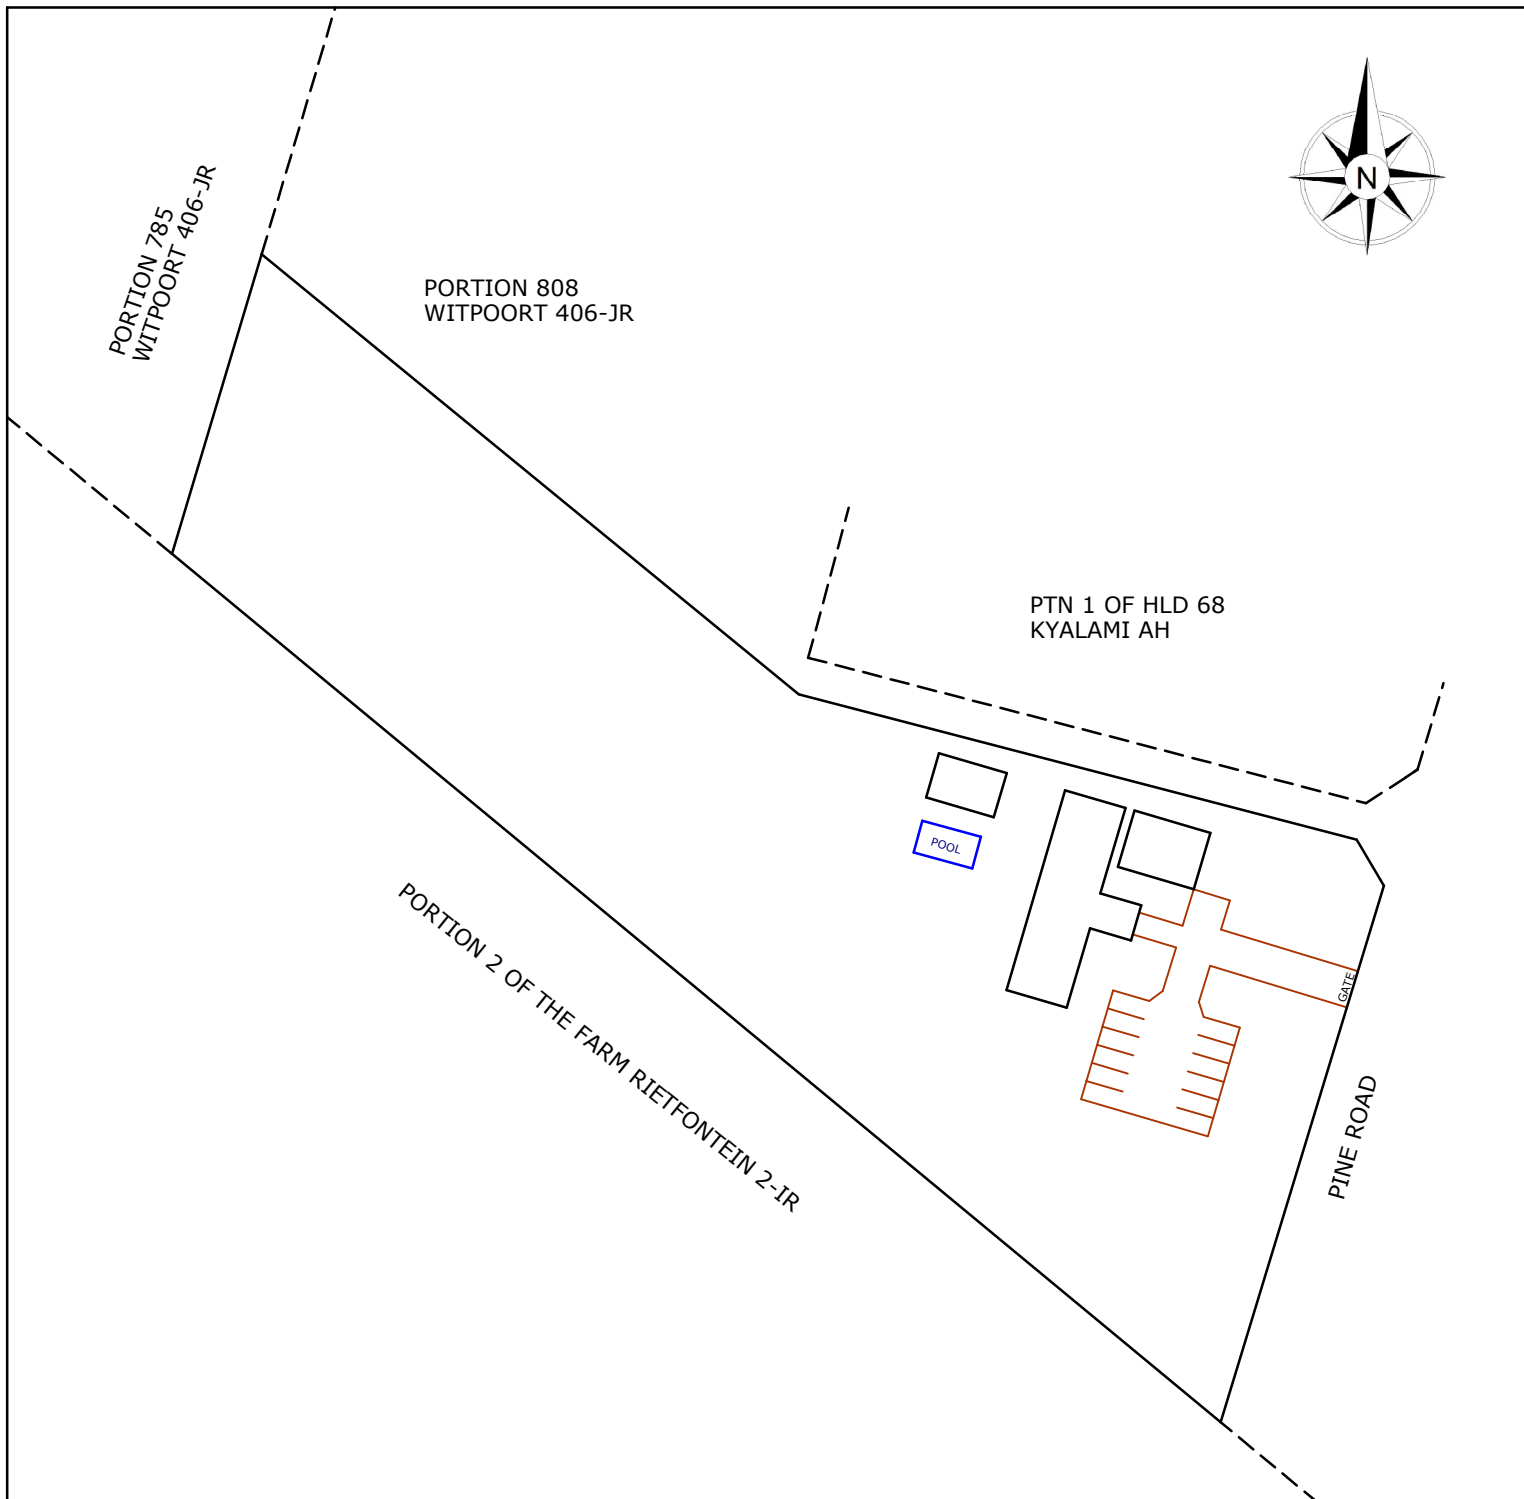 N
PORTION 785
WITPOORT 406-JR
PORTION 808
WITPOORT 406-JR
PTN 1 OF HLD 68
KYALAMI AH
POOL
GATE
PORTION 2 OF THE FARM RIETFONTEIN 2-IR
PINE ROAD